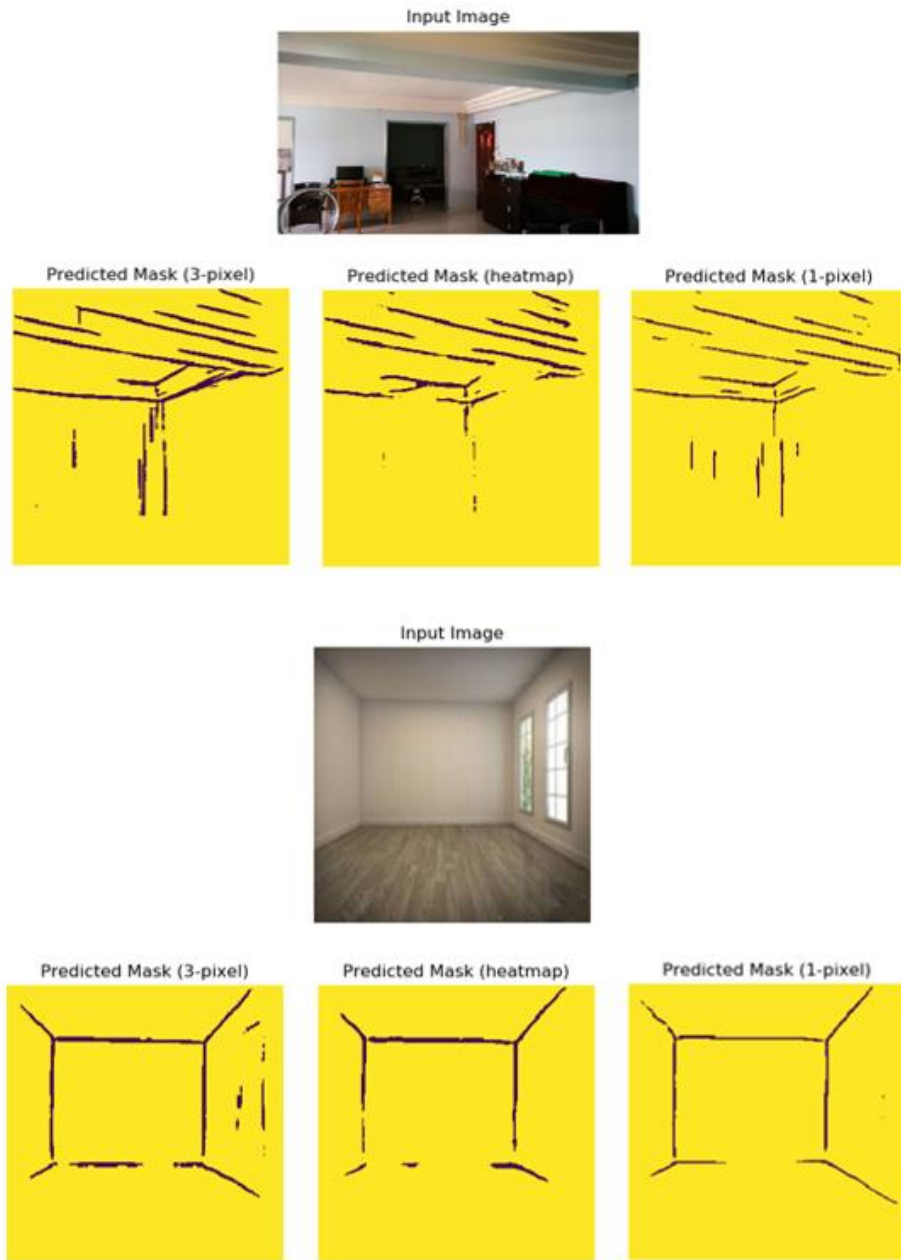 Input Image
Predicted Mask (3-pixel)
Predicted Mask (heatmap)
Predicted Mask (1-pixel)
Input Image
Predicted Mask (3-pixel)
Predicted Mask (heatmap)
Predicted Mask (1-pixel)